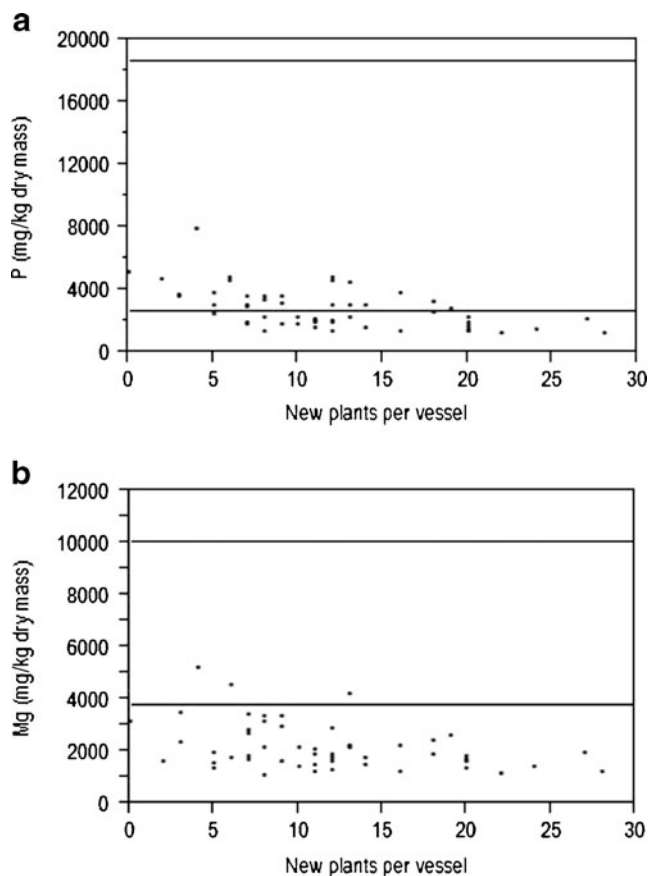 a
P (mg/kg dry mass)
20000
16000
12000
8000
4000
0
0 5 10 15 20 25 30
New plants per vessel
b
Mg (mg/kg dry mass)
12000
10000
8000
6000
4000
2000
0
0 5 10 15 20 25 30
New plants per vessel